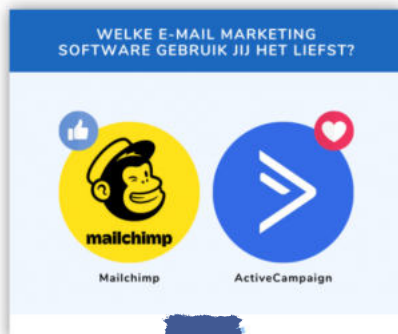 WELKE E-MAIL MARKETING
SOFTWARE GEBRUIK JIJ HET LIEFST?
mailchimp
Mailchimp
ActiveCampaign